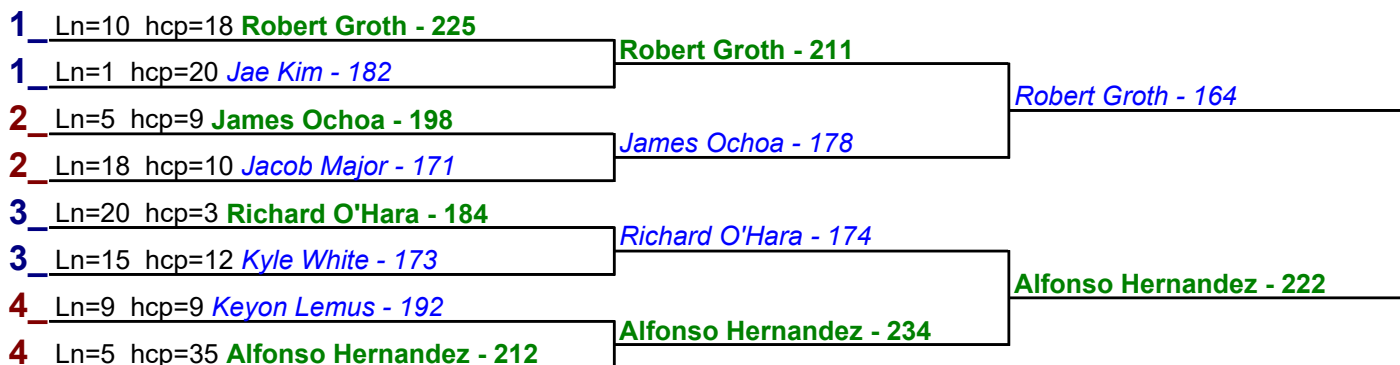 1_ Ln=10 hcp=18 Robert Groth - 225
Robert Groth - 211
1_ Ln=1 hcp=20 Jae Kim - 182
Robert Groth - 164
2_ Ln=5 hcp=9 James Ochoa - 198
James Ochoa - 178
2_ Ln=18 hcp=10 Jacob Major - 171
3_ Ln=20 hcp=3 Richard O'Hara - 184
Richard O'Hara - 174
3_ Ln=15 hcp=12 Kyle White - 173
Alfonso Hernandez - 222
4_ Ln=9 hcp=9 Keyon Lemus - 192
Alfonso Hernandez - 234
4 Ln=5 hcp=35 Alfonso Hernandez - 212